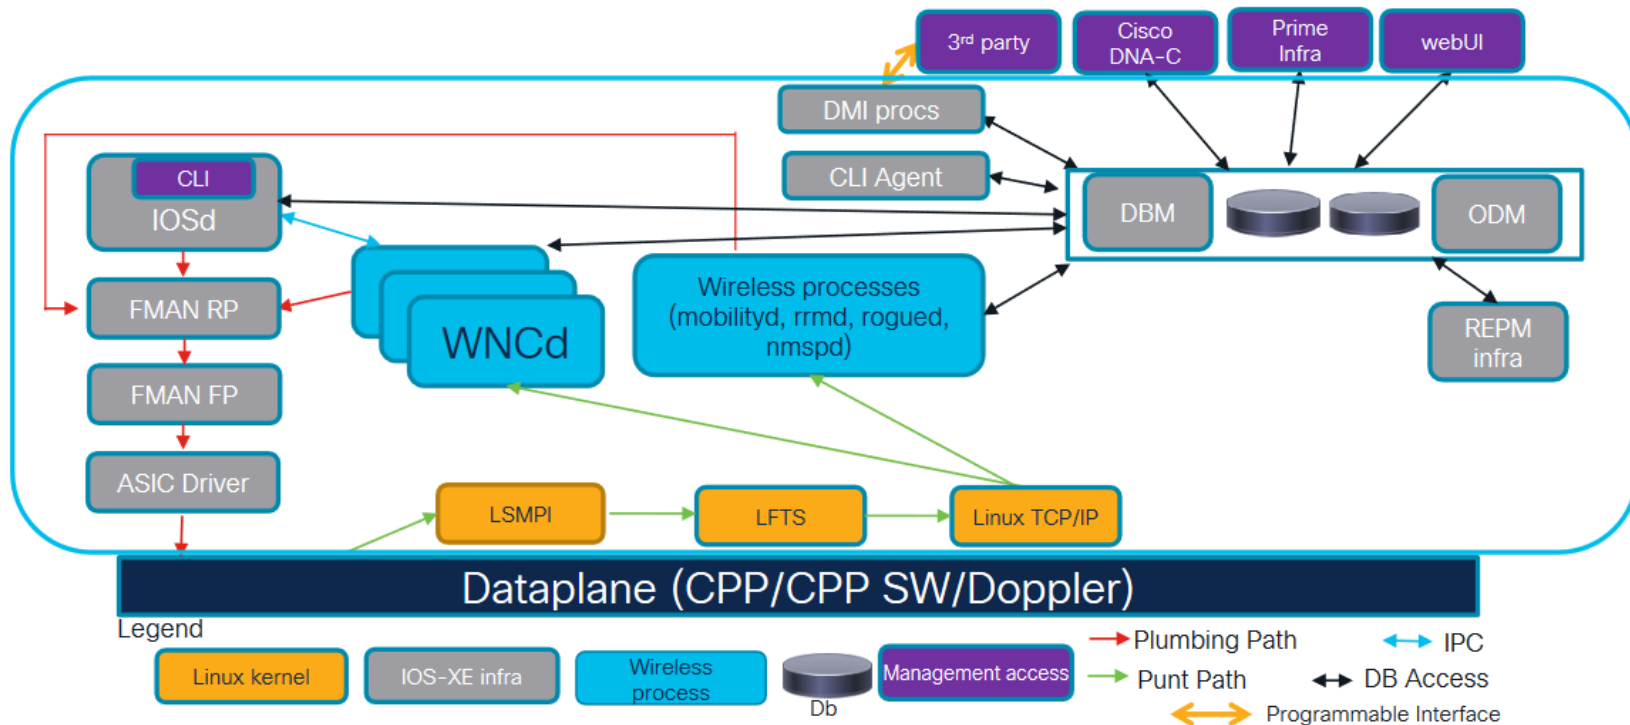 3rd party
Cisco
DNA-C
Prime
Infra
webUI
DMI procs
CLI Agent
CLI
IOSd
DBM
ODM
FMAN RP
Wireless processes
(mobilityd, rrmd, rogued,
nmspd)
WNCd
REPM
infra
FMAN FP
ASIC Driver
LSMPI
LFTS
Linux TCP/IP
Dataplane (CPP/CPP SW/Doppler)
Legend
Linux kernel
IOS-XE infra
Wireless
process
Db
Management access
Plumbing Path
IPC
Punt Path
DB Access
Programmable Interface